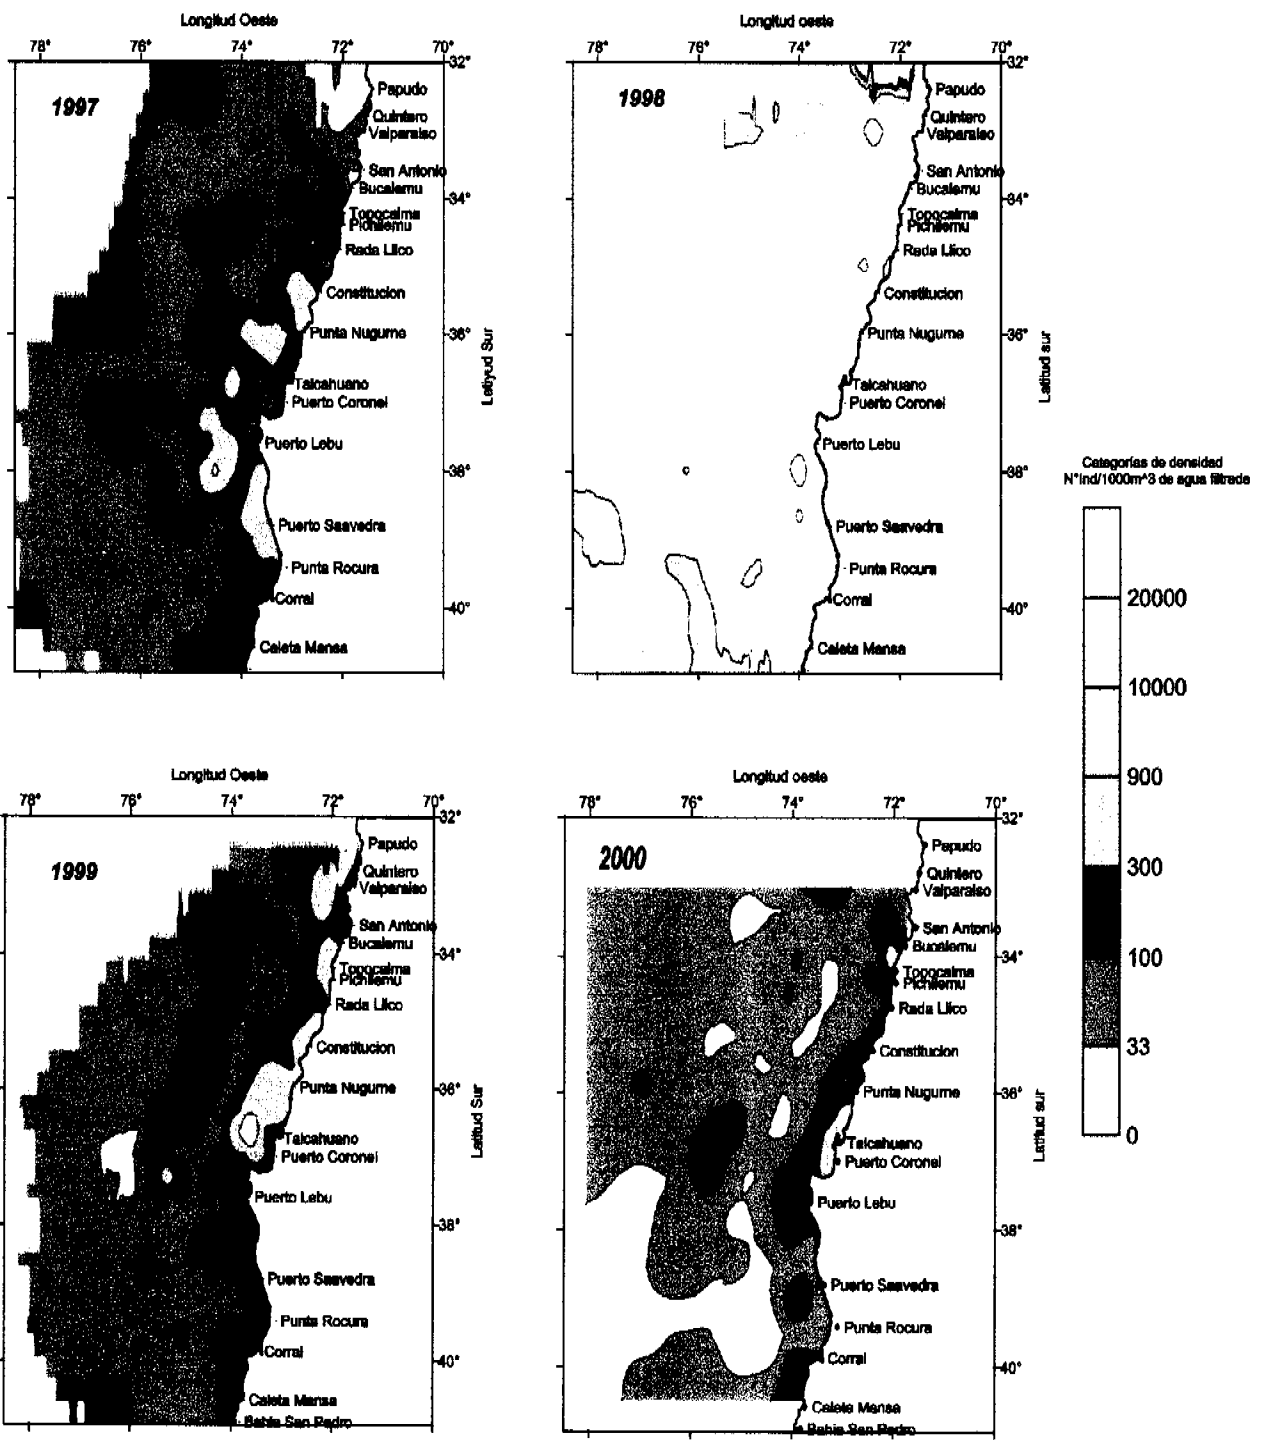 Longitud Oeste
78° 76° 74° 72° 70°
32°
1997
Papudo
Quintero
Valparaiso
San Antonio
Bucalemu
34°
Topocalma
Pichilemu
Rada Llico
Constitucion
Punta Nugurne
36°
Latiyud Sur
Talcahuano
Puerto Coronel
Puerto Lebu
38°
Puerto Saavedra
Punta Rocura
Corral
40°
Caleta Mansa
Longitud oeste
78° 76° 74° 72° 70°
32°
1998
Papudo
Quintero
Valparaiso
San Antonio
Bucalemu
34°
Topocalma
Pichilemu
Rada Llico
Constitucion
Punta Nugurne
36°
Latitud sur
Talcahuano
Puerto Coronel
Puerto Lebu
38°
Puerto Saavedra
Punta Rocura
Corral
40°
Caleta Mansa
Categorías de densidad
N°Ind/1000m^3 de agua filtrada
20000
10000
900
300
100
33
0
Longitud Oeste
78° 76° 74° 72° 70°
32°
1999
Papudo
Quintero
Valparaiso
San Antonio
Bucalemu
34°
Topocalma
Pichilemu
Rada Llico
Constitucion
Punta Nugurne
36°
Latitud Sur
Talcahuano
Puerto Coronel
Puerto Lebu
38°
Puerto Saavedra
Punta Rocura
Corral
40°
Caleta Mansa
Bahia San Pedro
Longitud oeste
78° 76° 74° 72° 70°
32°
2000
Papudo
Quintero
Valparaiso
San Antonio
Bucalemu
34°
Topocalma
Pichilemu
Rada Llico
Constitucion
Punta Nugurne
36°
Latitud sur
Talcahuano
Puerto Coronel
Puerto Lebu
38°
Puerto Saavedra
Punta Rocura
Corral
40°
Caleta Mansa
Bahia San Pedro